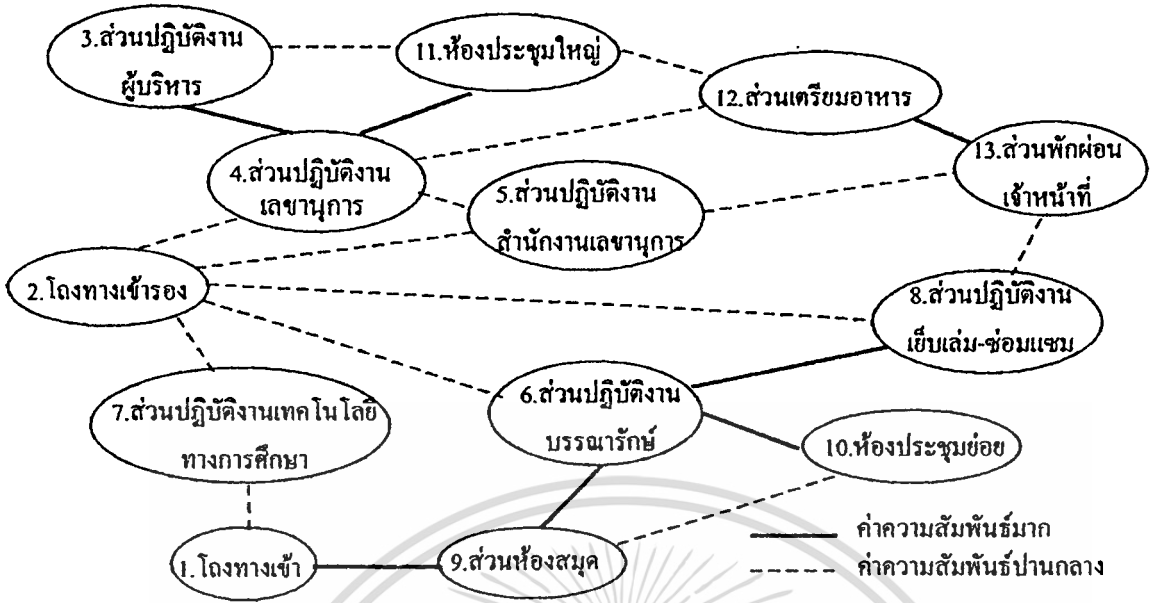 3.ส่วนปฏิบัติงาน
ผู้บริหาร
11.ห้องประชุมใหญ่
12.ส่วนเตรียมอาหาร
13.ส่วนพักผ่อน
เจ้าหน้าที่
4.ส่วนปฏิบัติงาน
เลขานุการ
5.ส่วนปฏิบัติงาน
สำนักงานเลขานุการ
2.โถงทางเข้ารอง
8.ส่วนปฏิบัติงาน
เย็บเล่ม-ซ่อมแซม
7.ส่วนปฏิบัติงานเทคโนโลยี
ทางการศึกษา
6.ส่วนปฏิบัติงาน
บรรณารักษ์
10.ห้องประชุมย่อย
1.โถงทางเข้า
9.ส่วนห้องสมุด
ค่าความสัมพันธ์มาก
ค่าความสัมพันธ์ปานกลาง